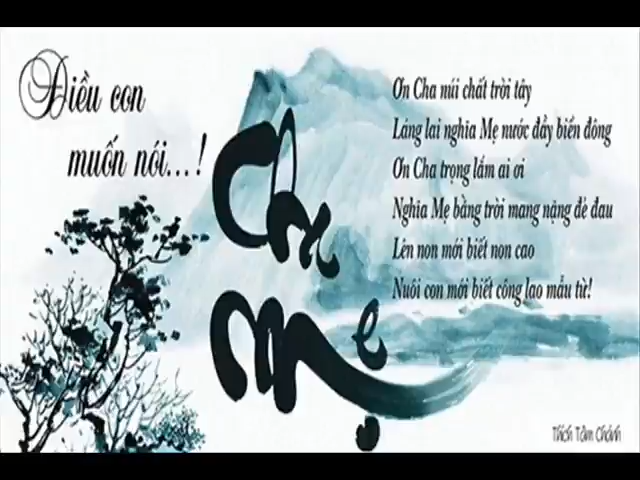 Điều con
muốn nói...!
Cha
Mẹ
Ơn Cha núi chất trời tây
Láng lai nghĩa Mẹ nước đầy biển đông
Ơn Cha trọng lắm ai ơi
Nghĩa Mẹ bằng trời mang nặng đẻ đau
Lên non mới biết non cao
Nuôi con mới biết công lao mẫu từ!
Thích Tâm Chánh